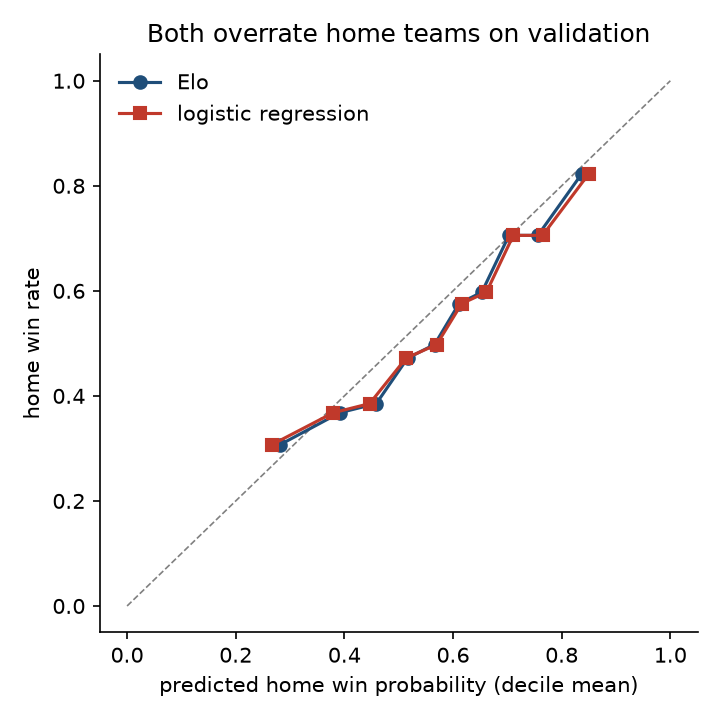 Both overrate home teams on validation
Elo
logistic regression
1.0
0.8
0.6
0.4
0.2
0.0
home win rate
0.0 0.2 0.4 0.6 0.8 1.0
predicted home win probability (decile mean)